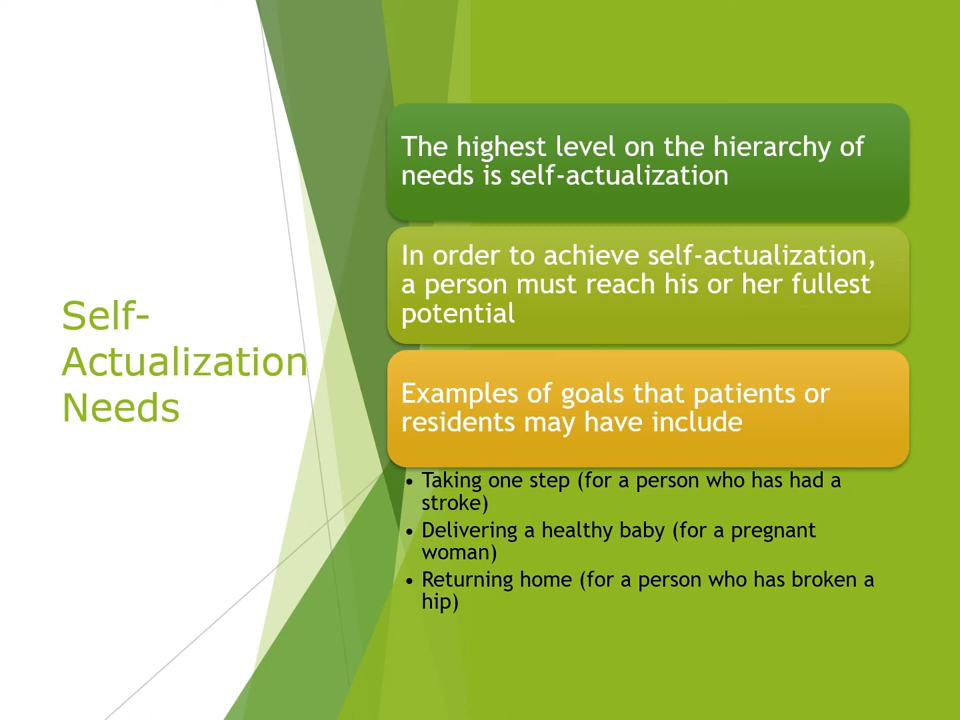 Self-
Actualization
Needs
The highest level on the hierarchy of
needs is self-actualization
In order to achieve self-actualization,
a person must reach his or her fullest
potential
Examples of goals that patients or
residents may have include
• Taking one step (for a person who has had a
stroke)
• Delivering a healthy baby (for a pregnant
woman)
• Returning home (for a person who has broken a
hip)